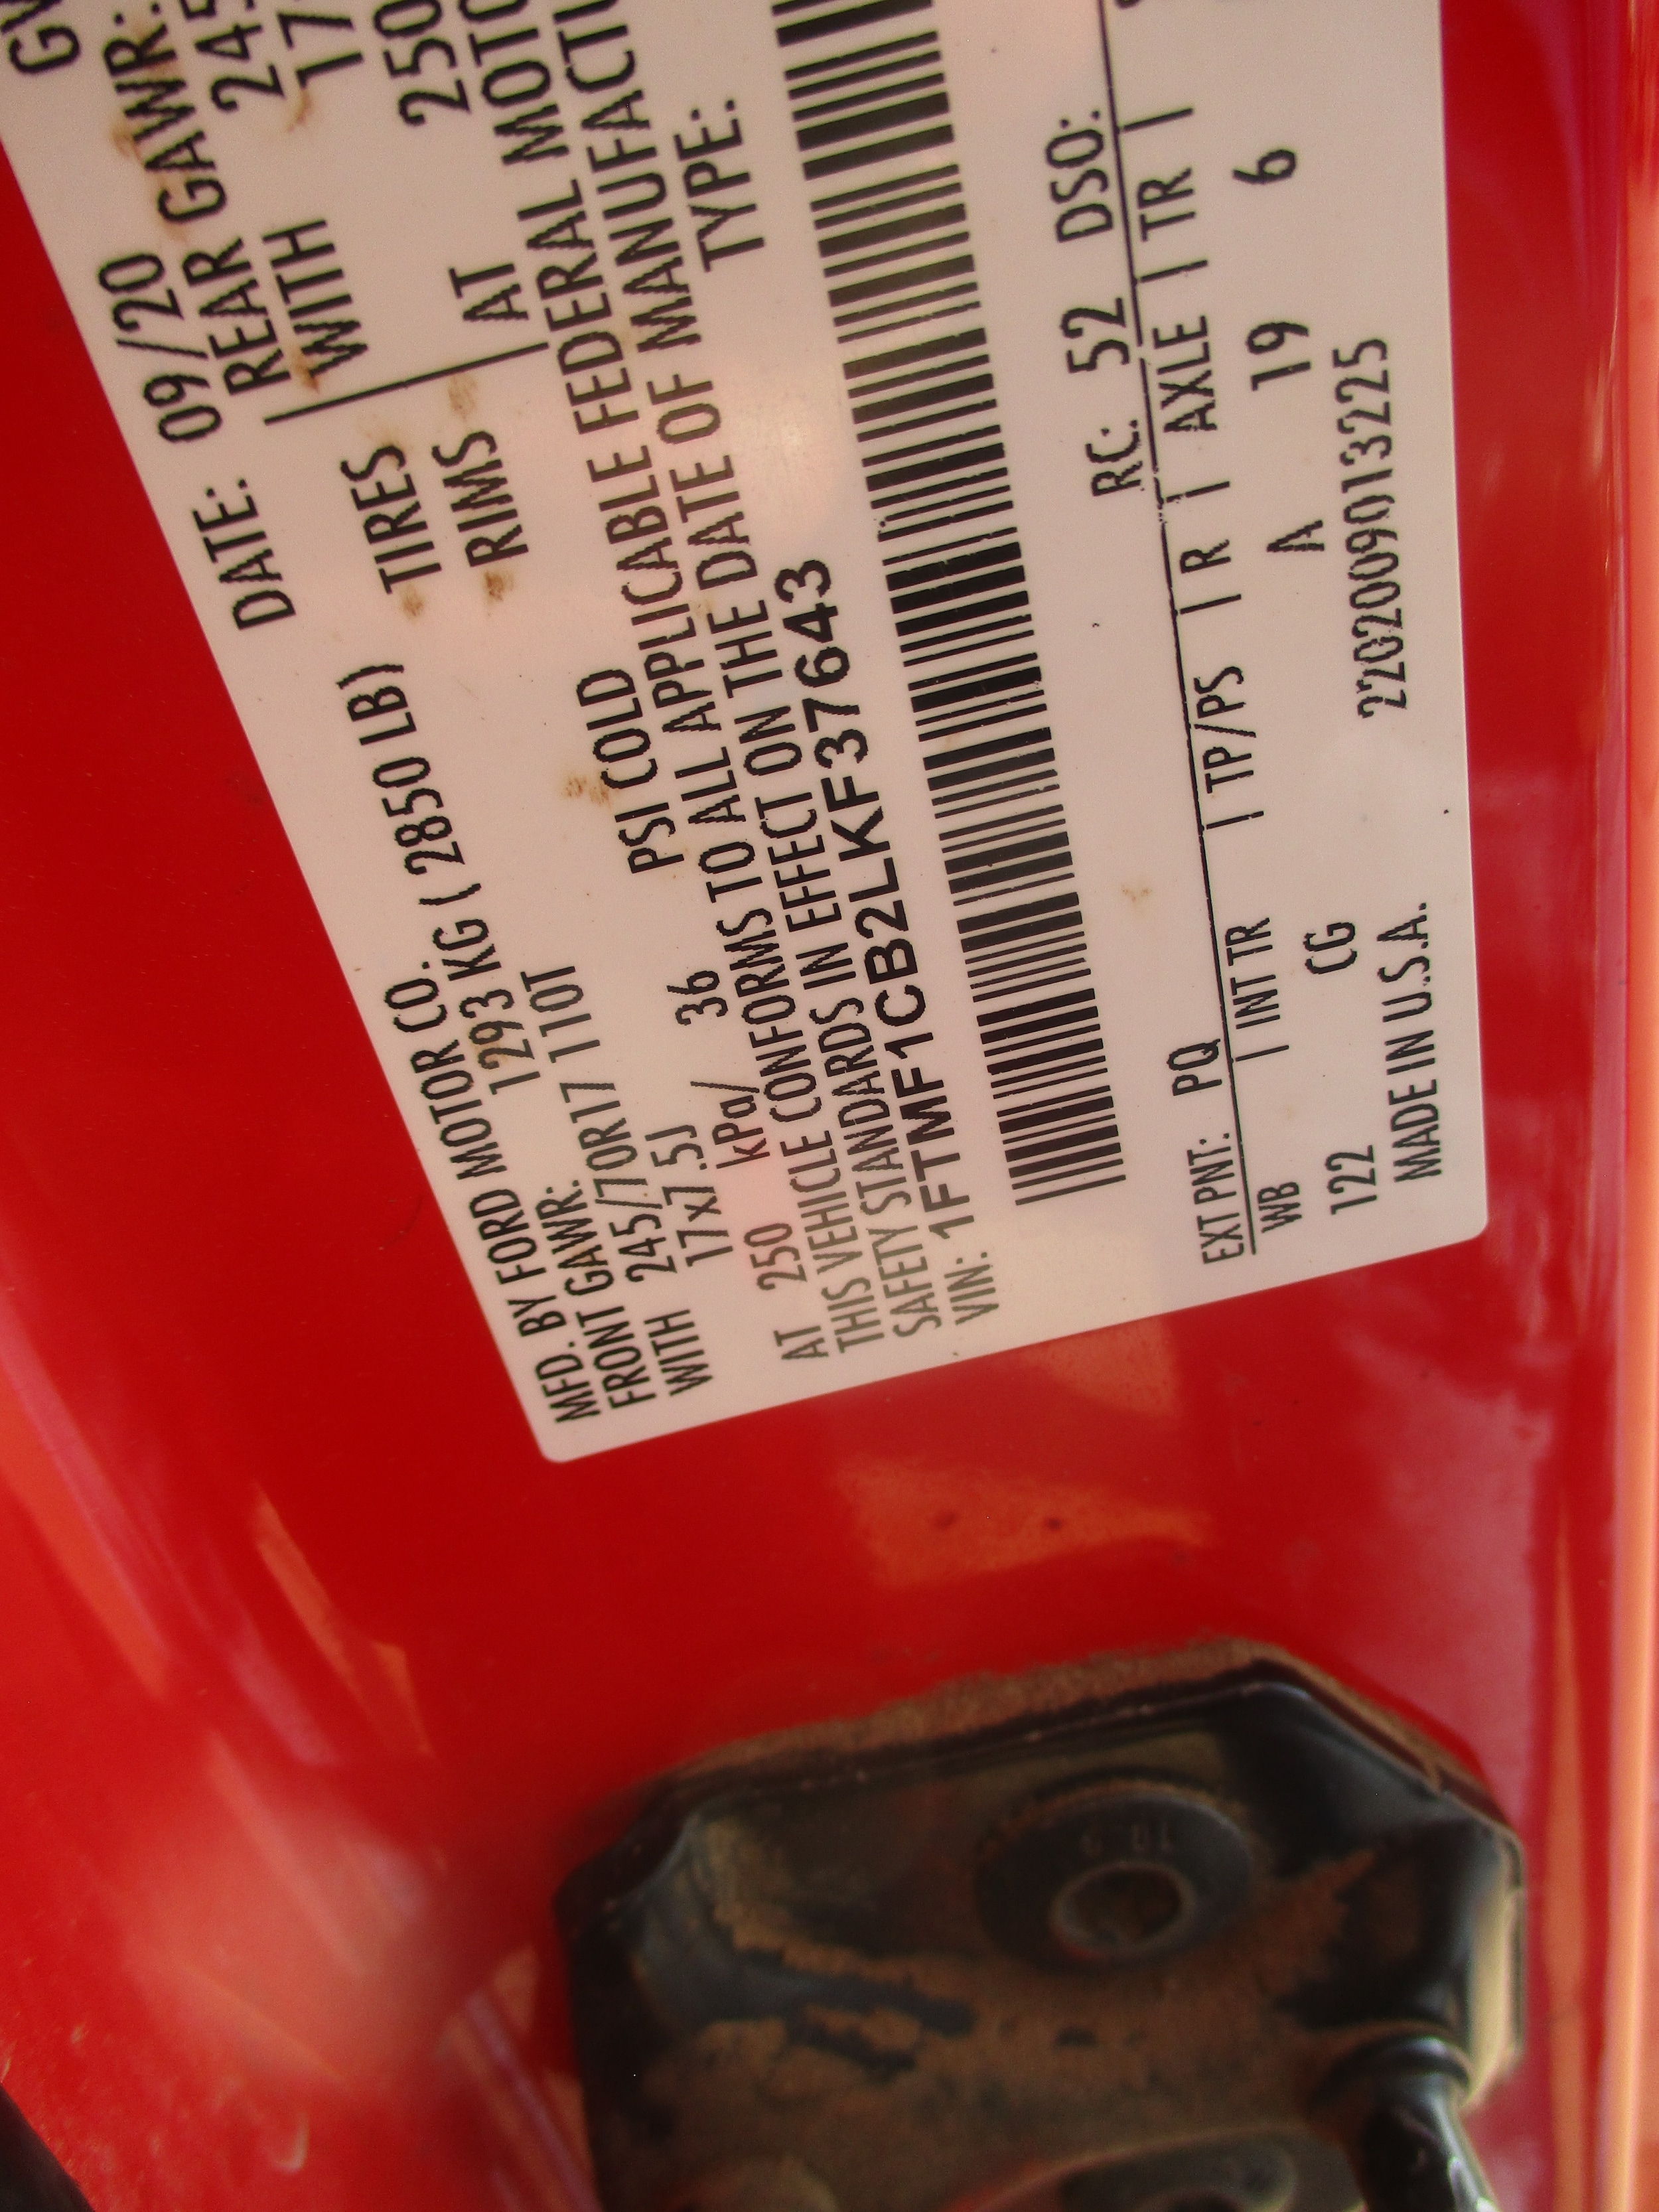 MFD. BY FORD MOTOR CO.
DATE: 09/20
FRONT GAWR: 1293 KG ( 2850 LB)
REAR GAWR:
WITH 245/70R17 110T TIRES WITH
17x7.5J RIMS
AT 250 kPa/ 36 PSI COLD AT 250
THIS VEHICLE CONFORMS TO ALL APPLICABLE FEDERAL
SAFETY STANDARDS IN EFFECT ON THE DATE OF
VIN: 1FTMF1CB2LKF37643 TYPE:
EXT PNT: PQ RC: 52 DSO:
WB | INT TR | TP/PS | R | AXLE | TR |
122 CG A 19 6
MADE IN U.S.A. 2202009013225